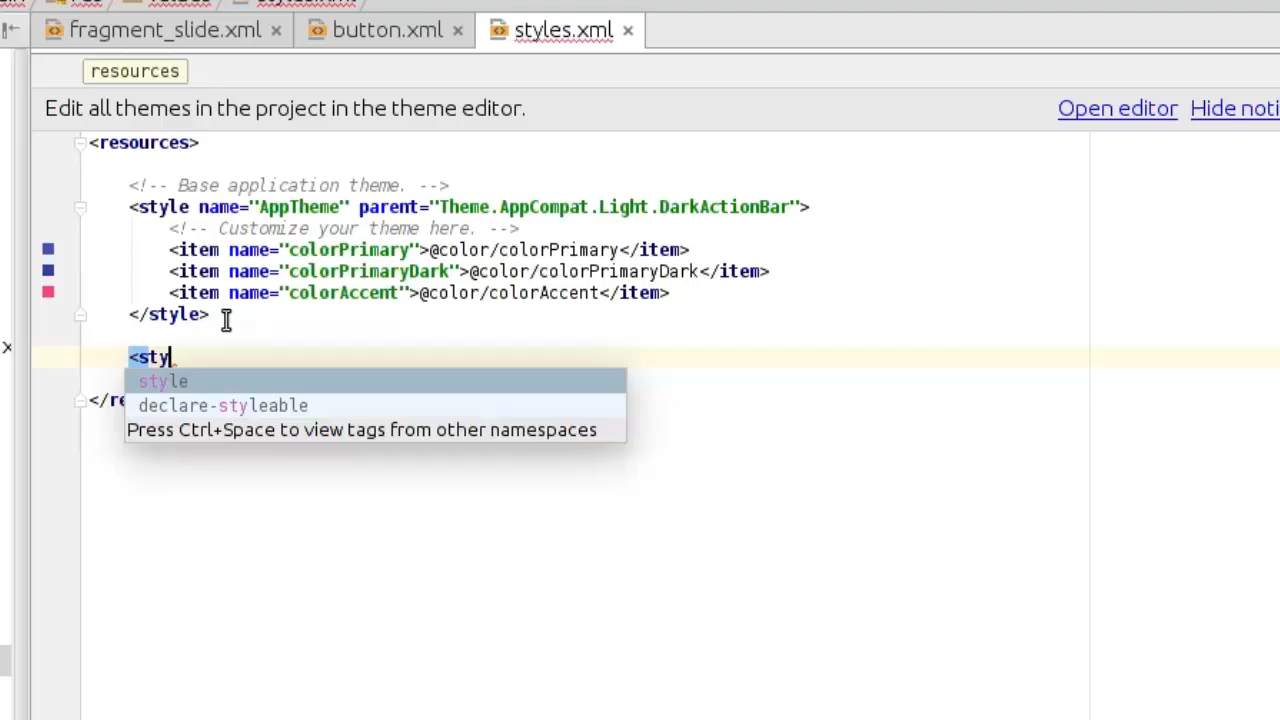 fragment_slide.xml × button.xml × styles.xml ×
resources
Edit all themes in the project in the theme editor. Open editor Hide
<resources>
<!-- Base application theme. -->
<style name="AppTheme" parent="Theme.AppCompat.Light.DarkActionBar">
<!-- Customize your theme here. -->
<item name="colorPrimary">@color/colorPrimary</item>
<item name="colorPrimaryDark">@color/colorPrimaryDark</item>
<item name="colorAccent">@color/colorAccent</item>
</style>
<sty
style
declare-styleable
</re
Press Ctrl+Space to view tags from other namespaces